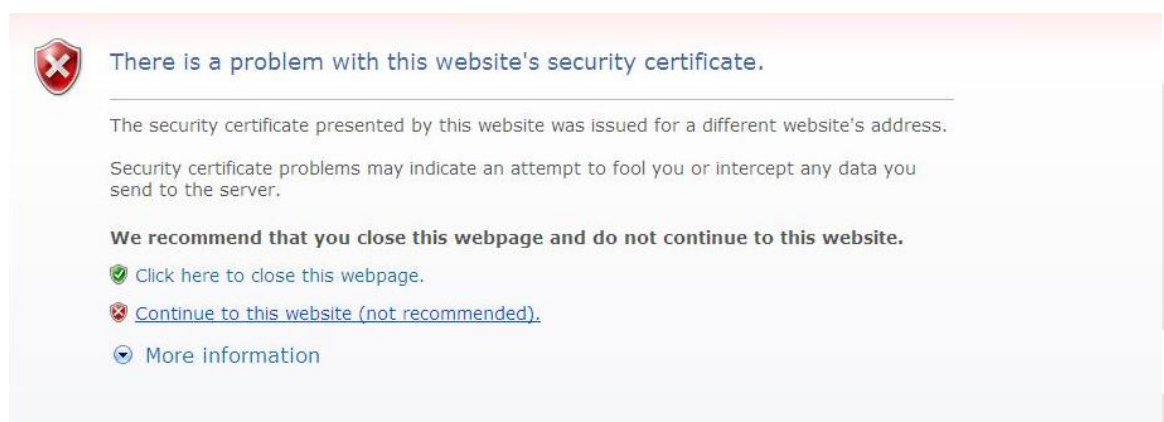 There is a problem with this website's security certificate.
The security certificate presented by this website was issued for a different website's address.
Security certificate problems may indicate an attempt to fool you or intercept any data you
send to the server.
We recommend that you close this webpage and do not continue to this website.
Click here to close this webpage.
Continue to this website (not recommended).
More information